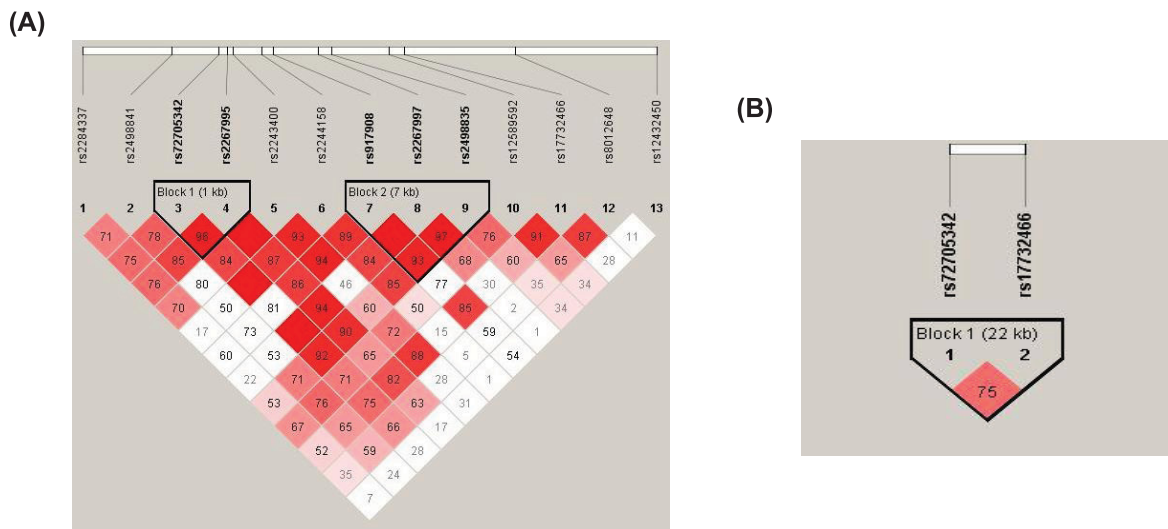 (A)
rs2284337
rs2498841
rs72705342
rs2267995
rs2243400
rs2244158
rs917908
rs2267997
rs2498835
rs12589592
rs17732466
rs8012648
rs12432450
Block 1 (1 kb)
Block 2 (7 kb)
1 2 3 4 5 6 7 8 9 10 11 12 13
71 78 96 93 89 97 76 91 87 11
75 85 84 87 94 84 93 68 60 65 28
76 80 86 46 85 77 30 35 34
70 50 81 94 60 50 85 2 34
17 73 90 72 15 59 1
60 53 92 65 88 5 54
22 71 71 82 28 1
53 76 75 63 31
67 65 66 17
52 59 28
35 24
7
(B)
rs72705342
rs17732466
Block 1 (22 kb)
1 2
75